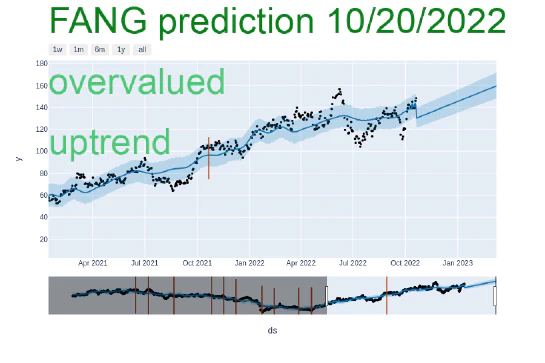 FANG prediction 10/20/2022
1w 1m 6m 1y all
180
overvalued
160
140
120
uptrend
100
80
60
40
20
y
Apr 2021 Jul 2021 Oct 2021 Jan 2022 Apr 2022 Jul 2022 Oct 2022 Jan 2023
ds